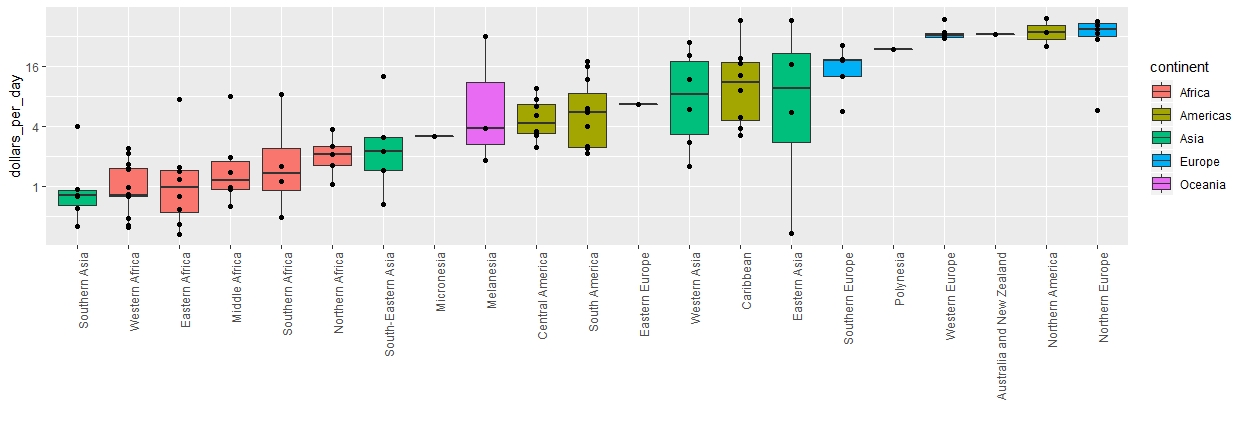 dollars_per_day
16
4
1
Southern Asia
Western Africa
Eastern Africa
Middle Africa
Southern Africa
Northern Africa
South-Eastern Asia
Micronesia
Melanesia
Central America
South America
Eastern Europe
Western Asia
Caribbean
Eastern Asia
Southern Europe
Polynesia
Western Europe
Australia and New Zealand
Northern America
Northern Europe
continent
Africa
Americas
Asia
Europe
Oceania